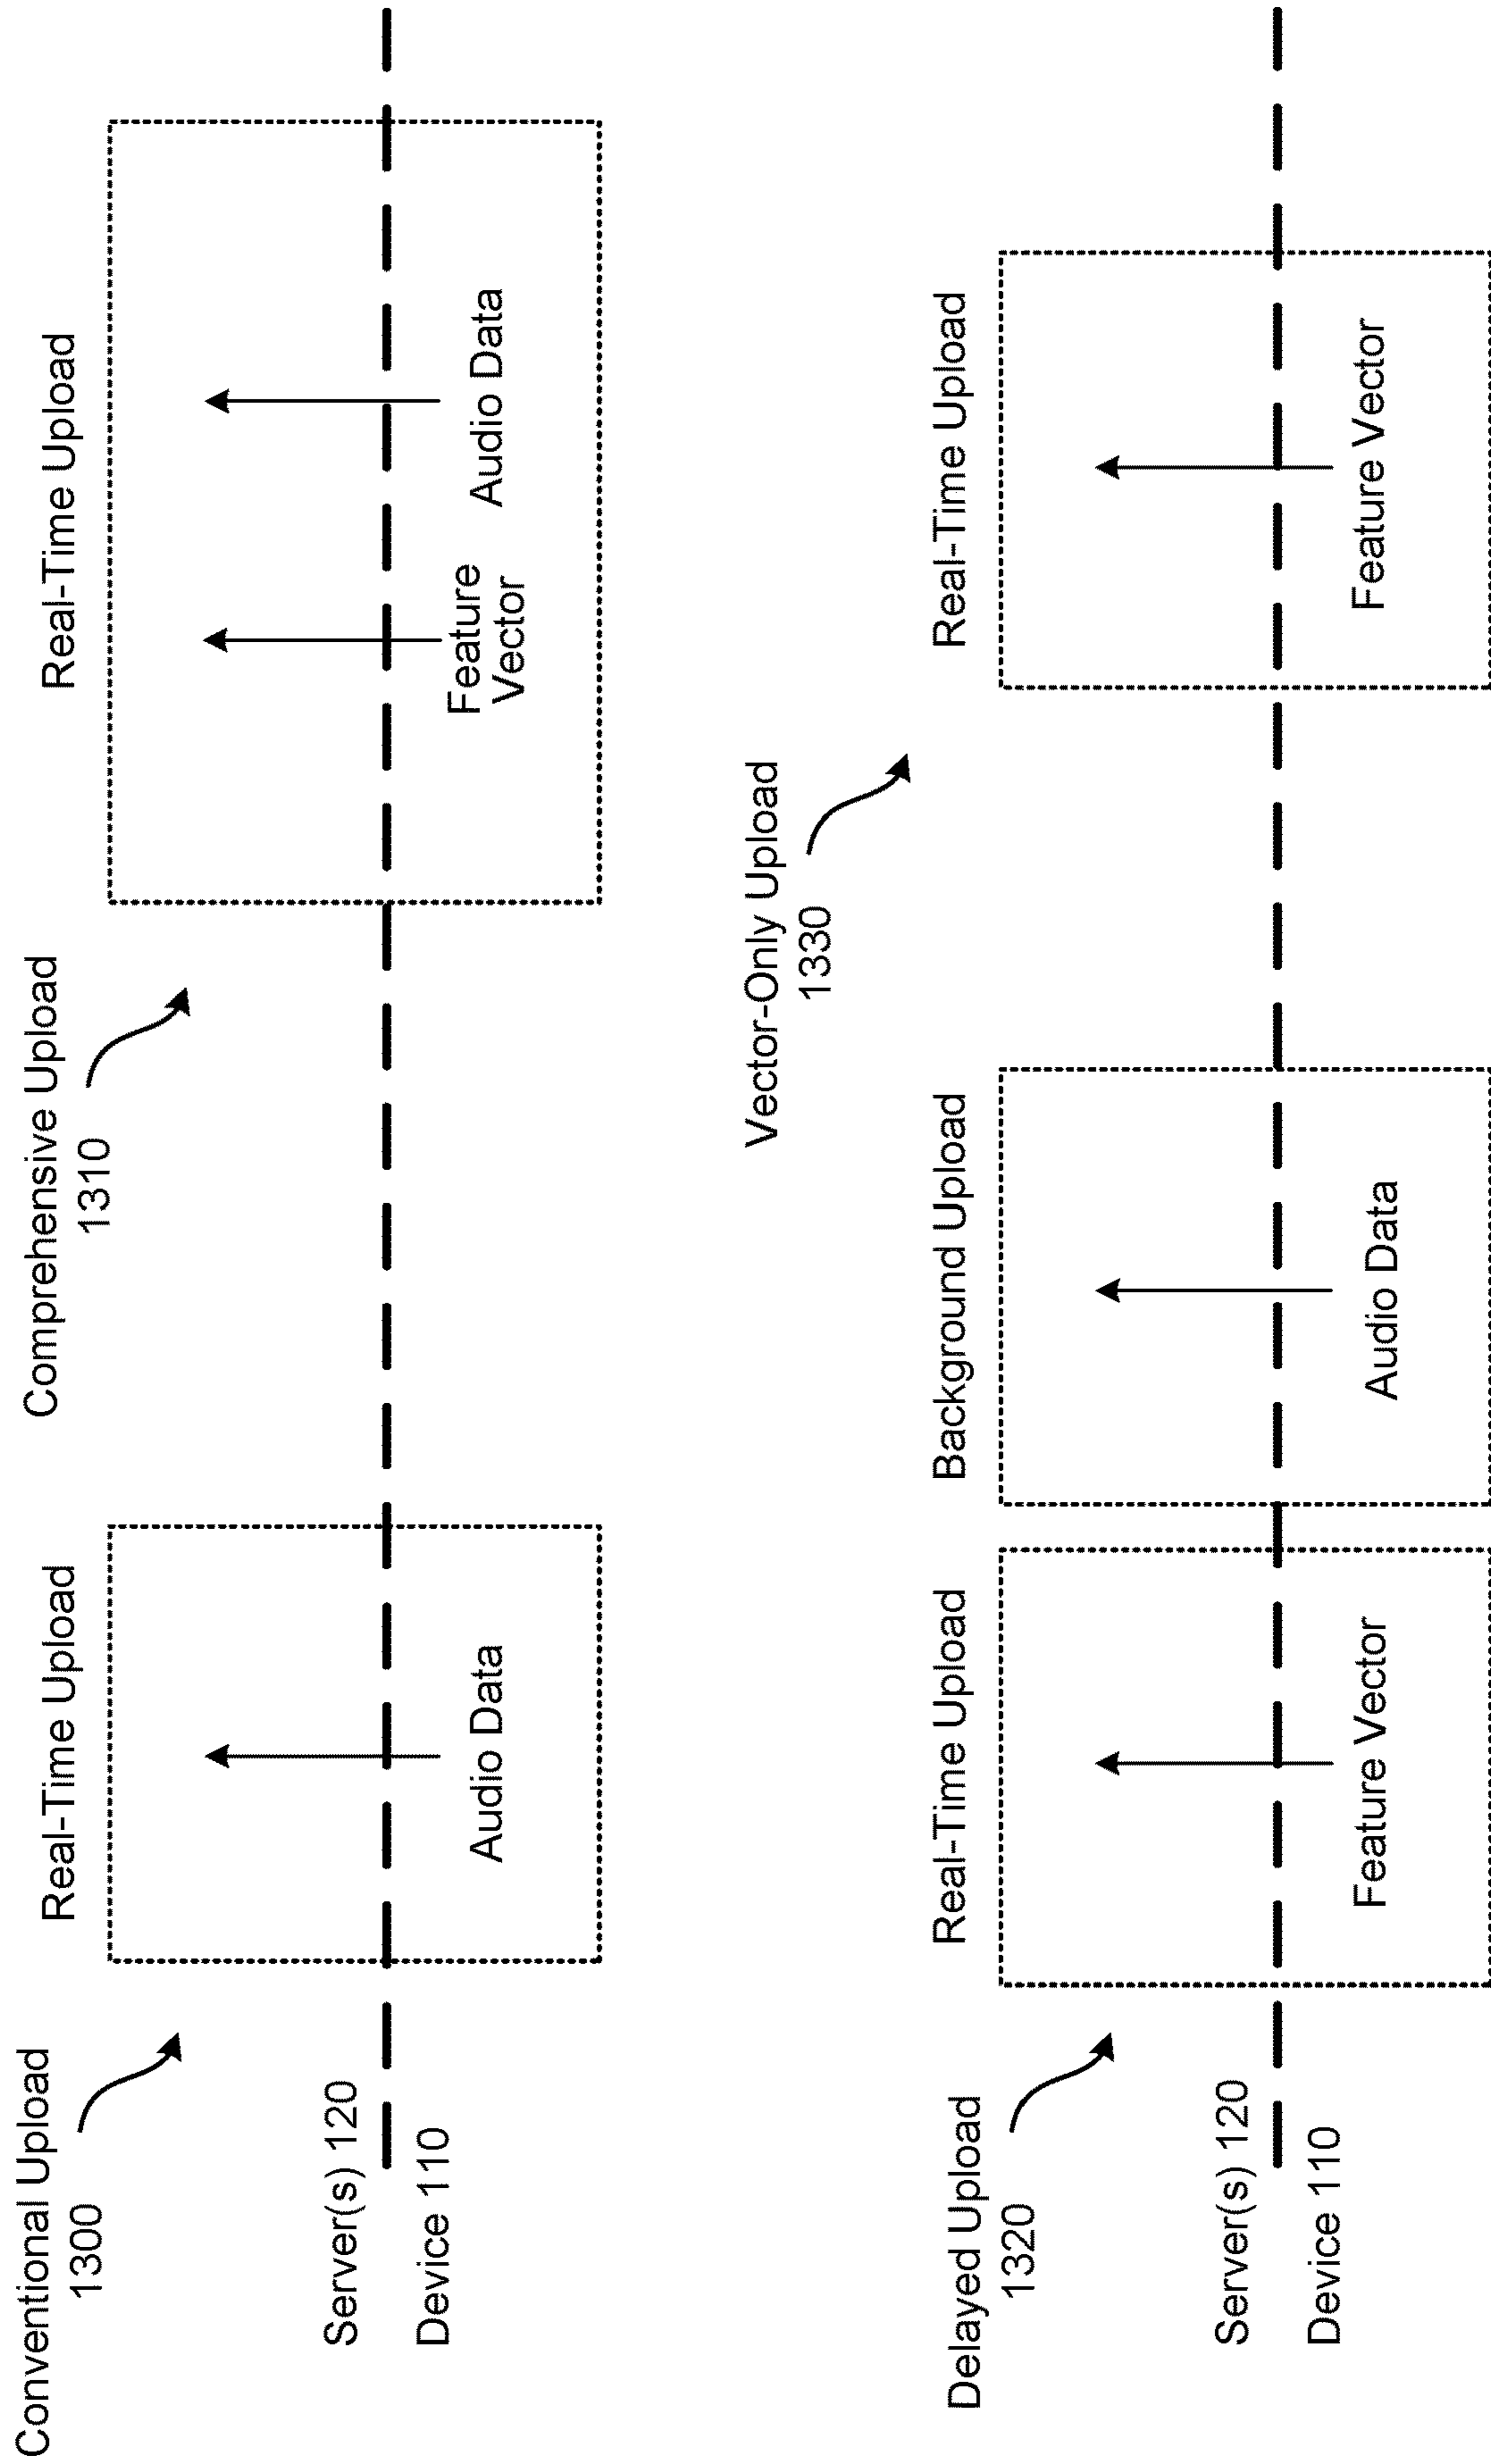 Conventional Upload
1300
Real-Time Upload
Server(s) 120
Device 110
Audio Data
Comprehensive Upload
1310
Real-Time Upload
Feature
Vector
Audio Data
Delayed Upload
1320
Real-Time Upload
Server(s) 120
Device 110
Feature Vector
Background Upload
Audio Data
Vector-Only Upload
1330
Real-Time Upload
Feature Vector